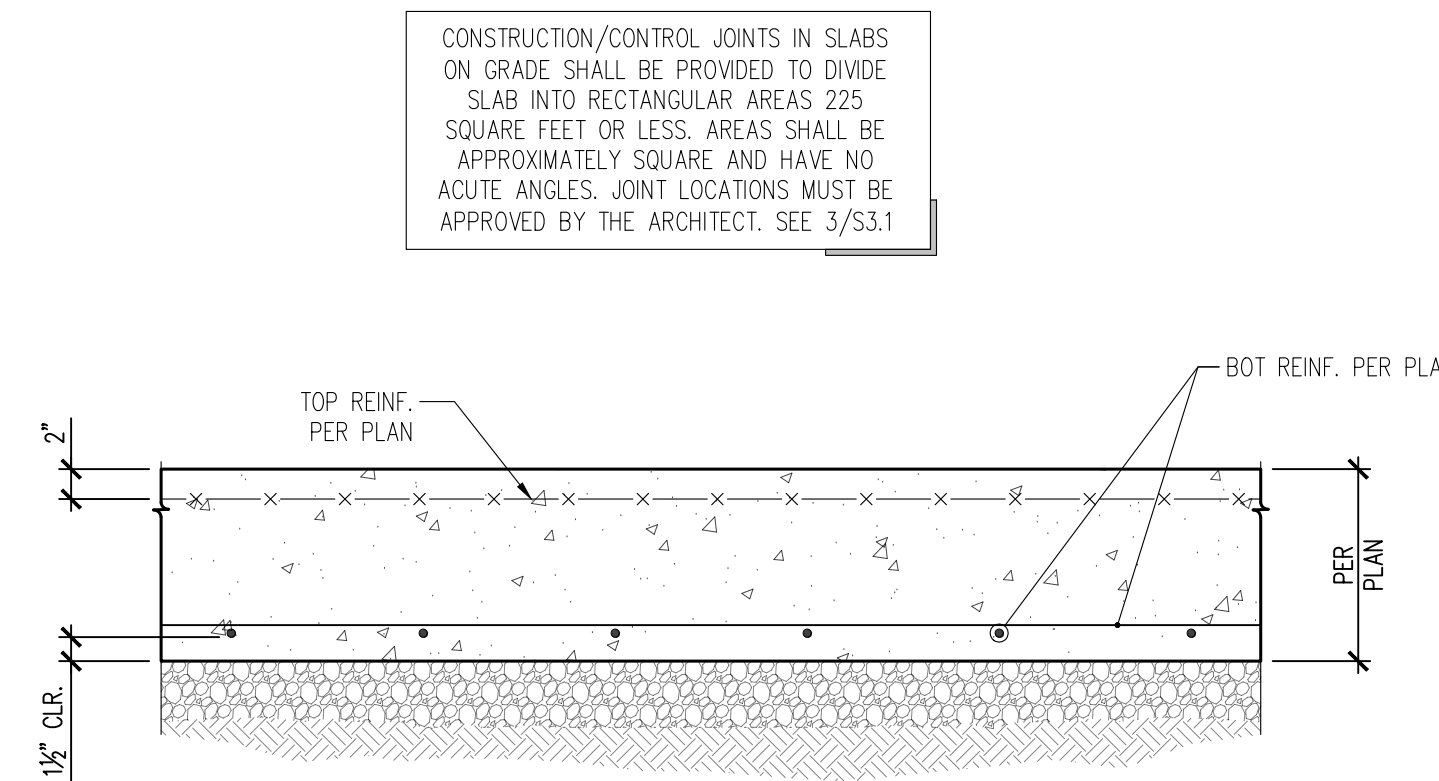 CONSTRUCTION/CONTROL JOINTS IN SLABS
ON GRADE SHALL BE PROVIDED TO DIVIDE
SLAB INTO RECTANGULAR AREAS 225
SQUARE FEET OR LESS. AREAS SHALL BE
APPROXIMATELY SQUARE AND HAVE NO
ACUTE ANGLES. JOINT LOCATIONS MUST BE
APPROVED BY THE ARCHITECT. SEE 3/S3.1
BOT REINF. PER PLA
TOP REINF.
PER PLAN
2"
PER
PLAN
1½" CLR.